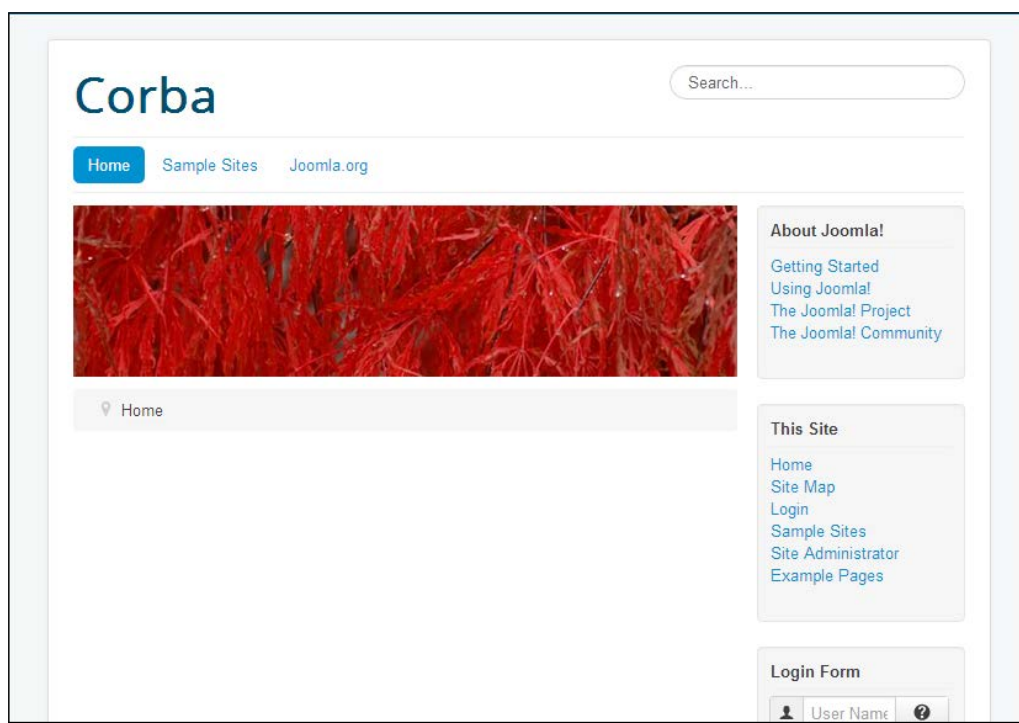 Corba
Search...
Home
Sample Sites
Joomla.org
Home
About Joomla!
Getting Started
Using Joomla!
The Joomla! Project
The Joomla! Community
This Site
Home
Site Map
Login
Sample Sites
Site Administrator
Example Pages
Login Form
User Name